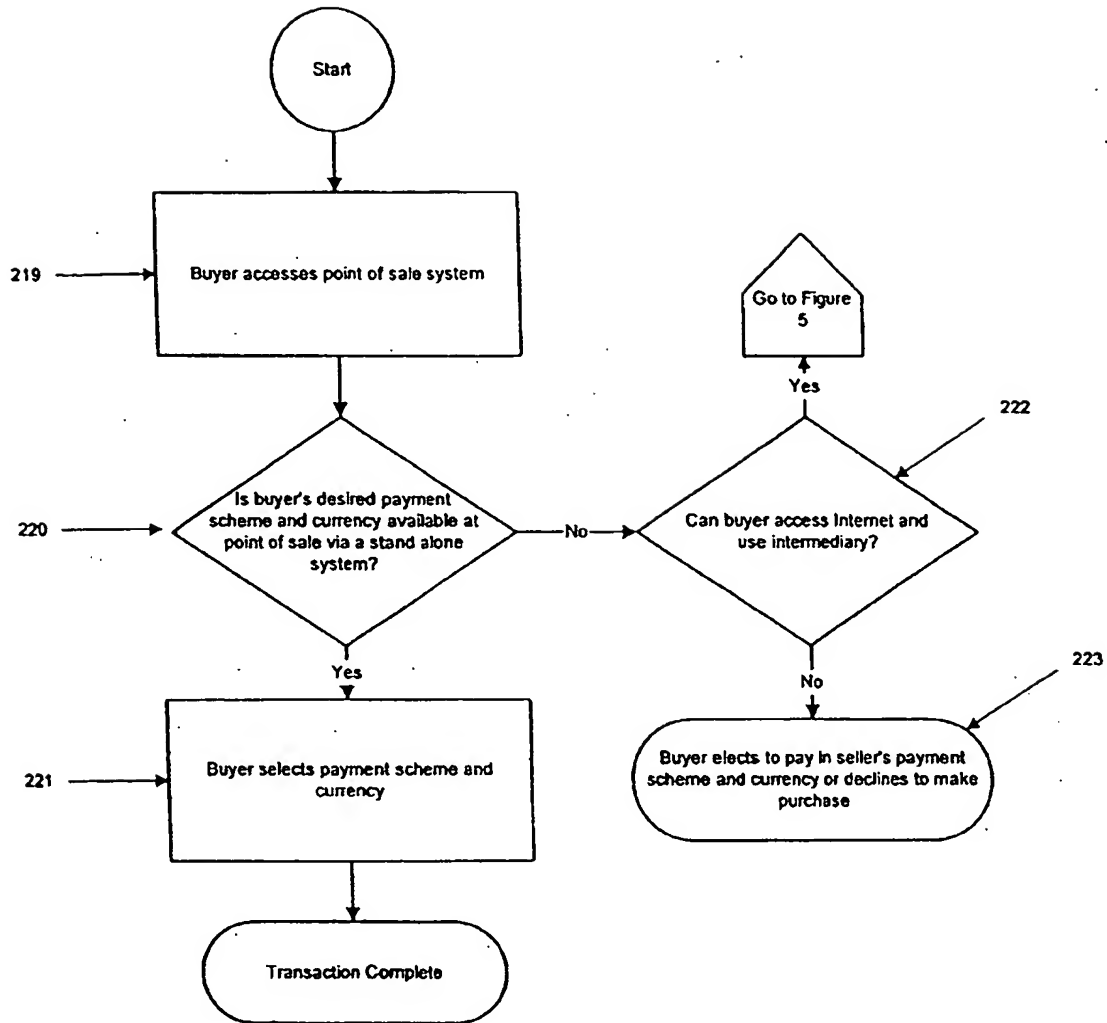 Start
219
Buyer accesses point of sale system
Go to Figure
5
Yes
222
220
Is buyer's desired payment
scheme and currency available at
point of sale via a stand alone
system?
No
Can buyer access Internet and
use intermediary?
Yes
No
223
221
Buyer selects payment scheme and
currency
Buyer elects to pay in seller's payment
scheme and currency or declines to make
purchase
Transaction Complete